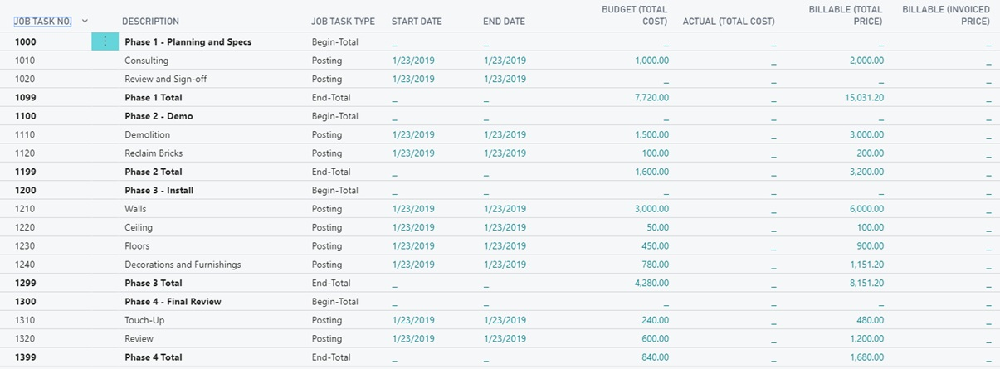 JOB TASK NO. DESCRIPTION JOB TASK TYPE START DATE END DATE BUDGET (TOTAL COST) ACTUAL (TOTAL COST) BILLABLE (TOTAL PRICE) BILLABLE (INVOICED PRICE)
1000 Phase 1 - Planning and Specs Begin-Total _ _ _ _ _ _
1010 Consulting Posting 1/23/2019 1/23/2019 1,000.00 _ 2,000.00 _
1020 Review and Sign-off Posting 1/23/2019 1/23/2019 _ _ _ _
1099 Phase 1 Total End-Total _ _ 7,720.00 _ 15,031.20 _
1100 Phase 2 - Demo Begin-Total _ _ _ _ _ _
1110 Demolition Posting 1/23/2019 1/23/2019 1,500.00 _ 3,000.00 _
1120 Reclaim Bricks Posting 1/23/2019 1/23/2019 100.00 _ 200.00 _
1199 Phase 2 Total End-Total _ _ 1,600.00 _ 3,200.00 _
1200 Phase 3 - Install Begin-Total _ _ _ _ _ _
1210 Walls Posting 1/23/2019 1/23/2019 3,000.00 _ 6,000.00 _
1220 Ceiling Posting 1/23/2019 1/23/2019 50.00 _ 100.00 _
1230 Floors Posting 1/23/2019 1/23/2019 450.00 _ 900.00 _
1240 Decorations and Furnishings Posting 1/23/2019 1/23/2019 780.00 _ 1,151.20 _
1299 Phase 3 Total End-Total _ _ 4,280.00 _ 8,151.20 _
1300 Phase 4 - Final Review Begin-Total _ _ _ _ _ _
1310 Touch-Up Posting 1/23/2019 1/23/2019 240.00 _ 480.00 _
1320 Review Posting 1/23/2019 1/23/2019 600.00 _ 1,200.00 _
1399 Phase 4 Total End-Total _ _ 840.00 _ 1,680.00 _